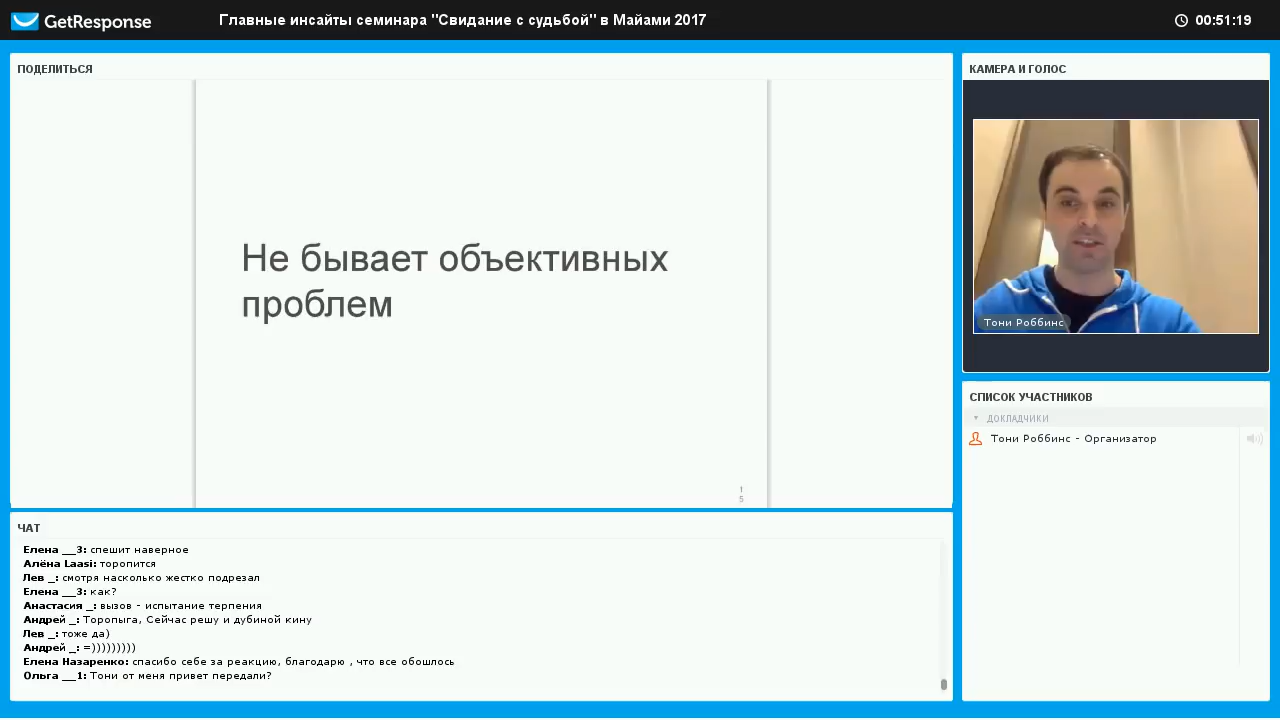 GetResponse
Главные инсайты семинара "Свидание с судьбой" в Майами 2017
00:51:19
ПОДЕЛИТЬСЯ
Не бывает объективных
проблем
1
5
КАМЕРА И ГОЛОС
Тони Роббинс
СПИСОК УЧАСТНИКОВ
ДОКЛАДЧИКИ
Тони Роббинс - Организатор
ЧАТ
Елена __3: спешит наверное
Алёна Laasi: торопится
Лев _: смотря насколько жестко подрезал
Елена __3: как?
Анастасия _: вызов - испытание терпения
Андрей _: Торопыга, Сейчас решу и дубиной кину
Лев _: тоже да)
Андрей _: =)))))))))
Елена Назаренко: спасибо себе за реакцию, благодарю , что все обошлось
Ольга __1: Тони от меня привет передали?